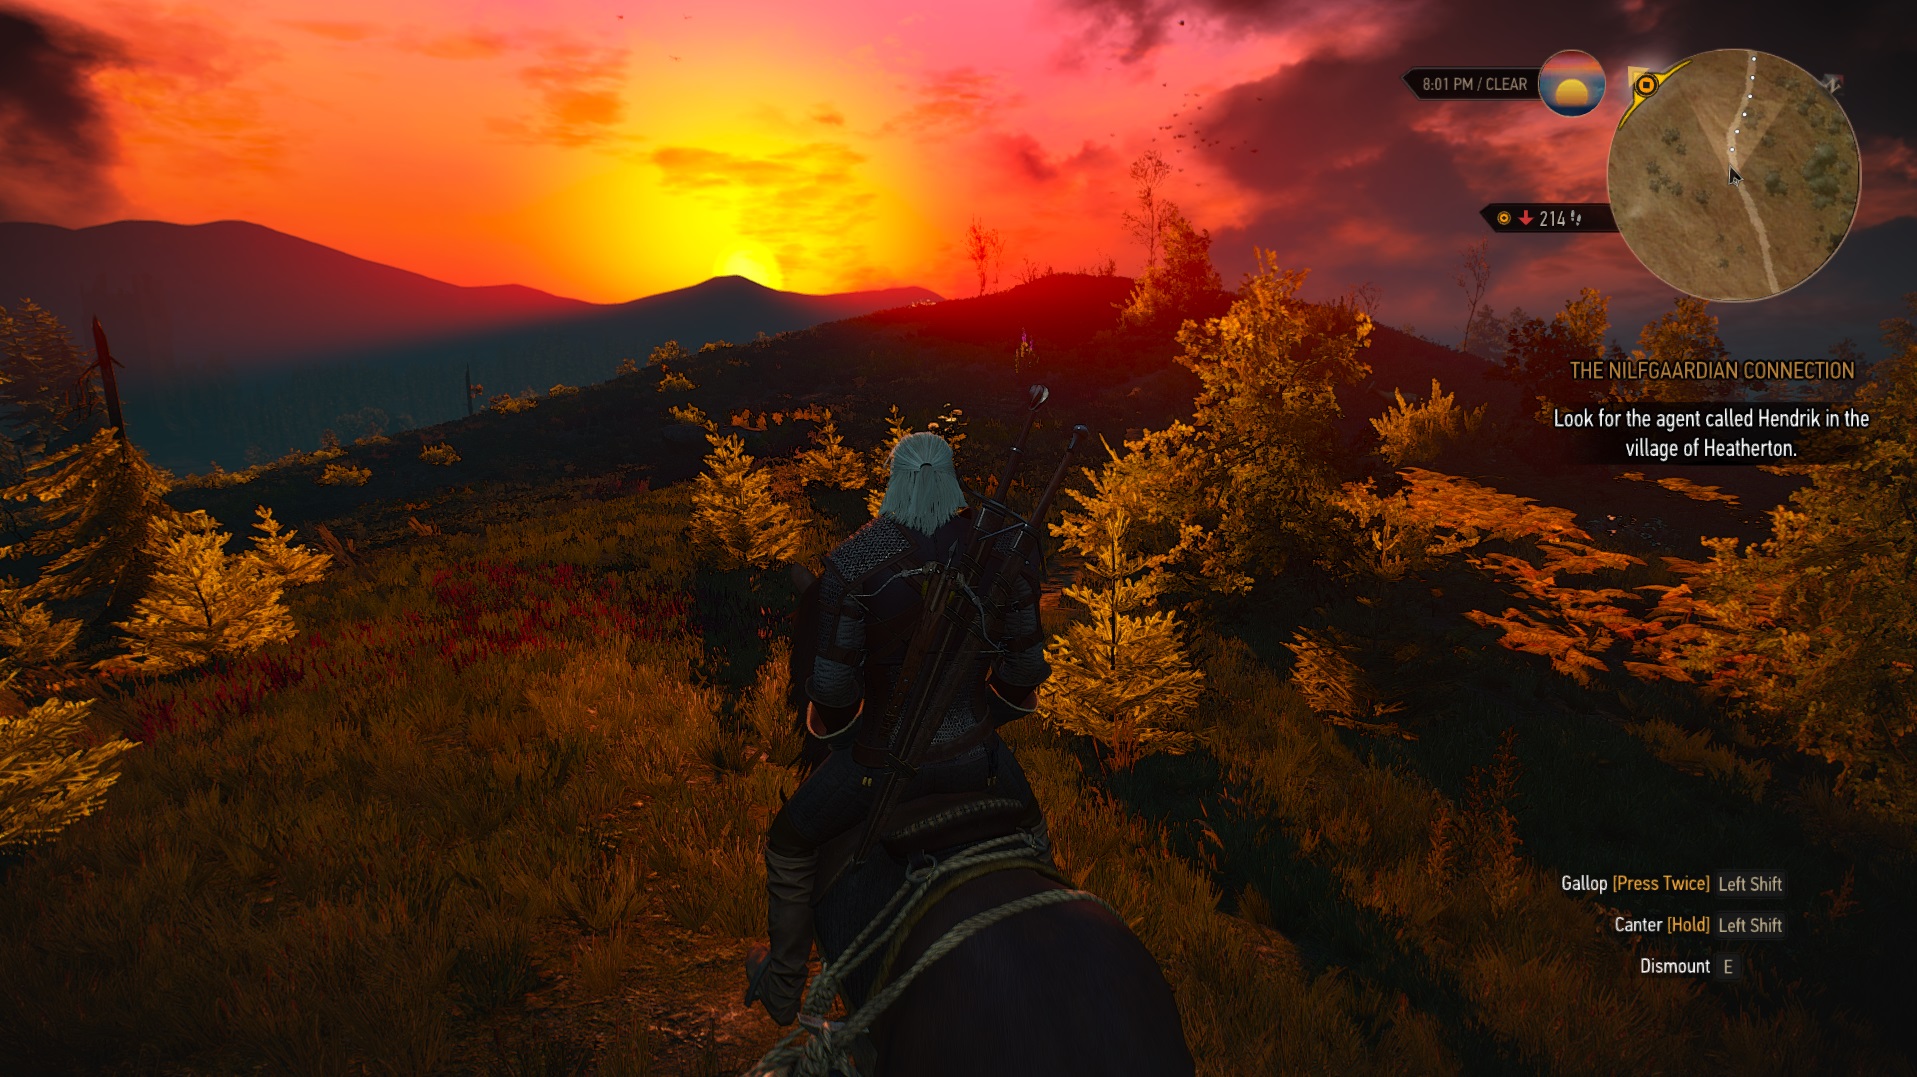 8:01 PM / CLEAR
214
THE NILFGAARDIAN CONNECTION
Look for the agent called Hendrik in the
village of Heatherton.
Gallop [Press Twice] Left Shift
Canter [Hold] Left Shift
Dismount E